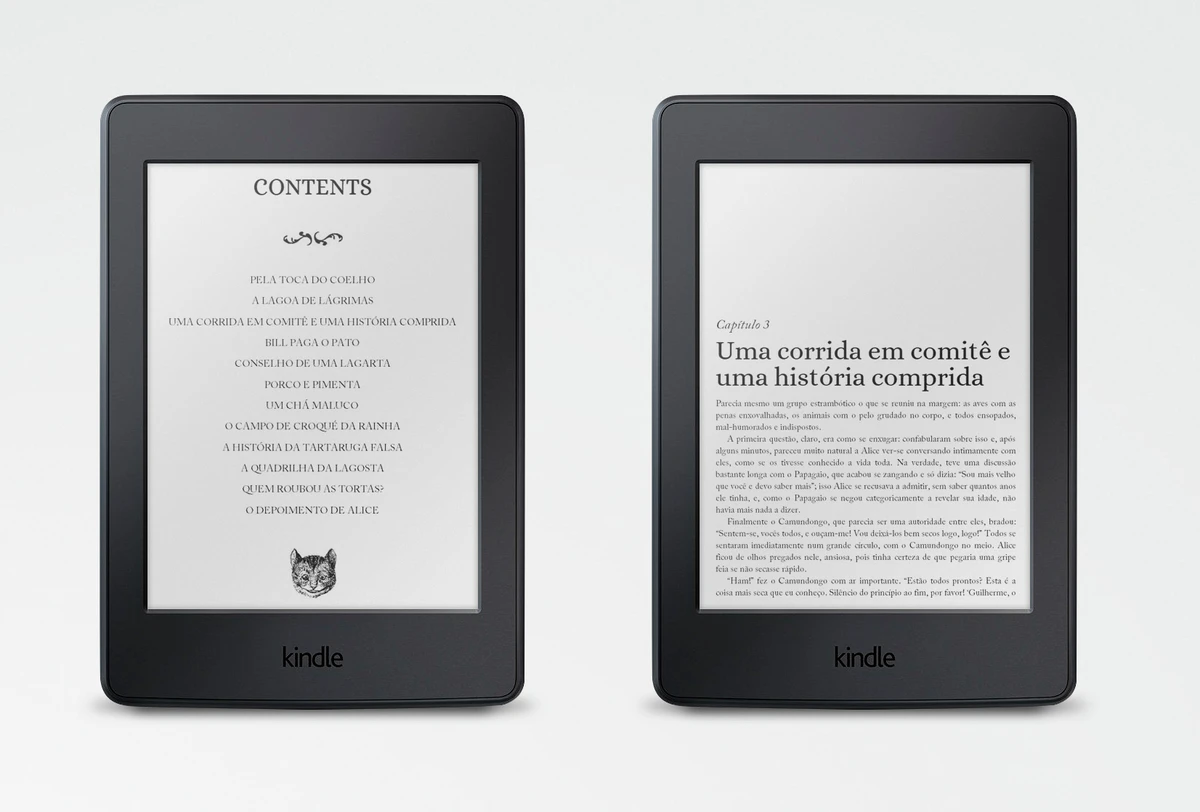 CONTENTS
PELA TOCA DO COELHO
A LAGOA DE LÁGRIMAS
UMA CORRIDA EM COMITÊ E UMA HISTÓRIA COMPRIDA
BILL PAGA O PATO
CONSELHO DE UMA LAGARTA
PORCO E PIMENTA
UM CHÁ MALUCO
O CAMPO DE CROQUÉ DA RAINHA
A HISTÓRIA DA TARTARUGA FALSA
A QUADRILHA DA LAGOSTA
QUEM ROUBOU AS TORTAS?
O DEPOIMENTO DE ALICE
kindle
Capítulo 3
Uma corrida em comitê e
uma história comprida
Parecia mesmo um grupo estrambótico o que se reuniu na margem: as aves com as
penas enxovalhadas, os animais com o pelo grudado no corpo, e todos ensopados,
mal-humorados e indispostos.
A primeira questão, claro, era como se enxugar: confabularam sobre isso e, após
alguns minutos, pareceu muito natural a Alice ver-se conversando intimamente com
eles, como se os tivesse conhecido a vida toda. Na verdade, teve uma discussão
bastante longa com o Papagaio, que acabou se zangando e só dizia: “Sou mais velho
que você e devo saber mais”; isso Alice se recusava a admitir, sem saber quantos anos
ele tinha, e, como o Papagaio se negou categoricamente a revelar sua idade, não
havia mais nada a dizer.
Finalmente o Camundongo, que parecia ser uma autoridade entre eles, bradou:
“Sentem-se, vocês todos, e ouçam-me! Vou deixá-los bem secos logo, logo!” Todos se
sentaram imediatamente num grande círculo, com o Camundongo no meio. Alice
ficou de olhos pregados nele, ansiosa, pois tinha certeza de que pegaria uma gripe
feia se não secasse rápido.
“Ham!” fez o Camundongo com ar importante. “Estão todos prontos? Esta é a
coisa mais seca que eu conheço. Silêncio do princípio ao fim, por favor! ‘Guilherme, o
kindle